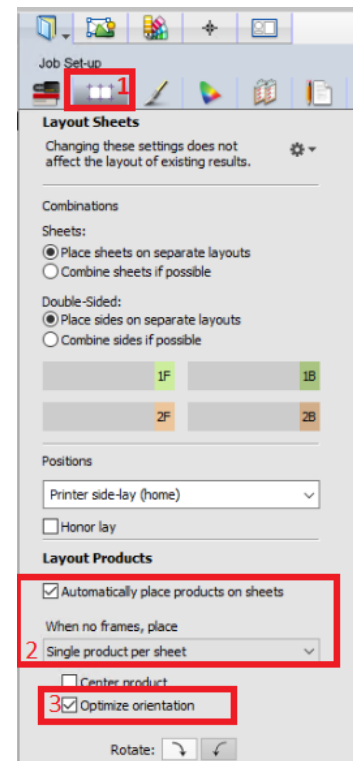 Job Set-up
1
Layout Sheets
Changing these settings does not
affect the layout of existing results.
Combinations
Sheets:
Place sheets on separate layouts
Combine sheets if possible
Double-Sided:
Place sides on separate layouts
Combine sides if possible
1F 1B
2F 2B
Positions
Printer side-lay (home)
Honor lay
Layout Products
Automatically place products on sheets
When no frames, place
2 Single product per sheet
Center product
3 Optimize orientation
Rotate: